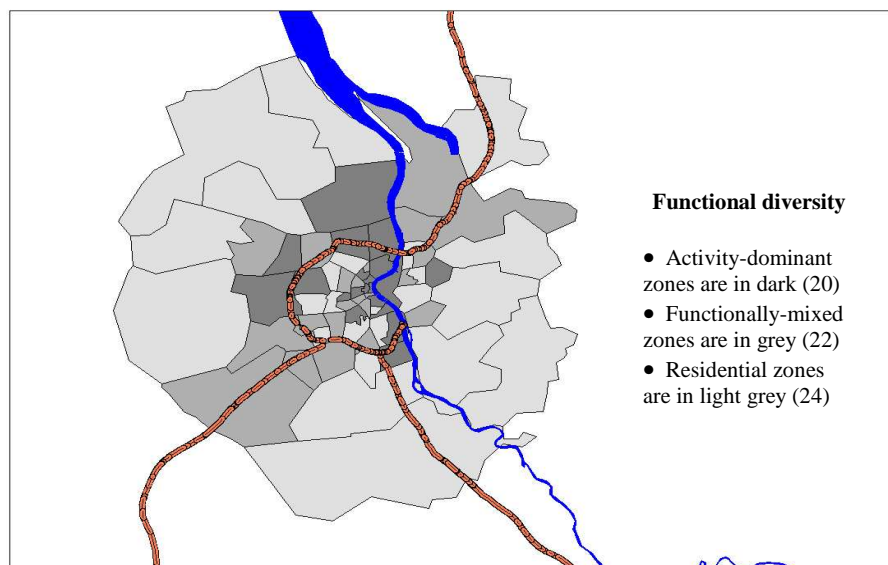 Functional diversity
• Activity-dominant
zones are in dark (20)
• Functionally-mixed
zones are in grey (22)
• Residential zones
are in light grey (24)